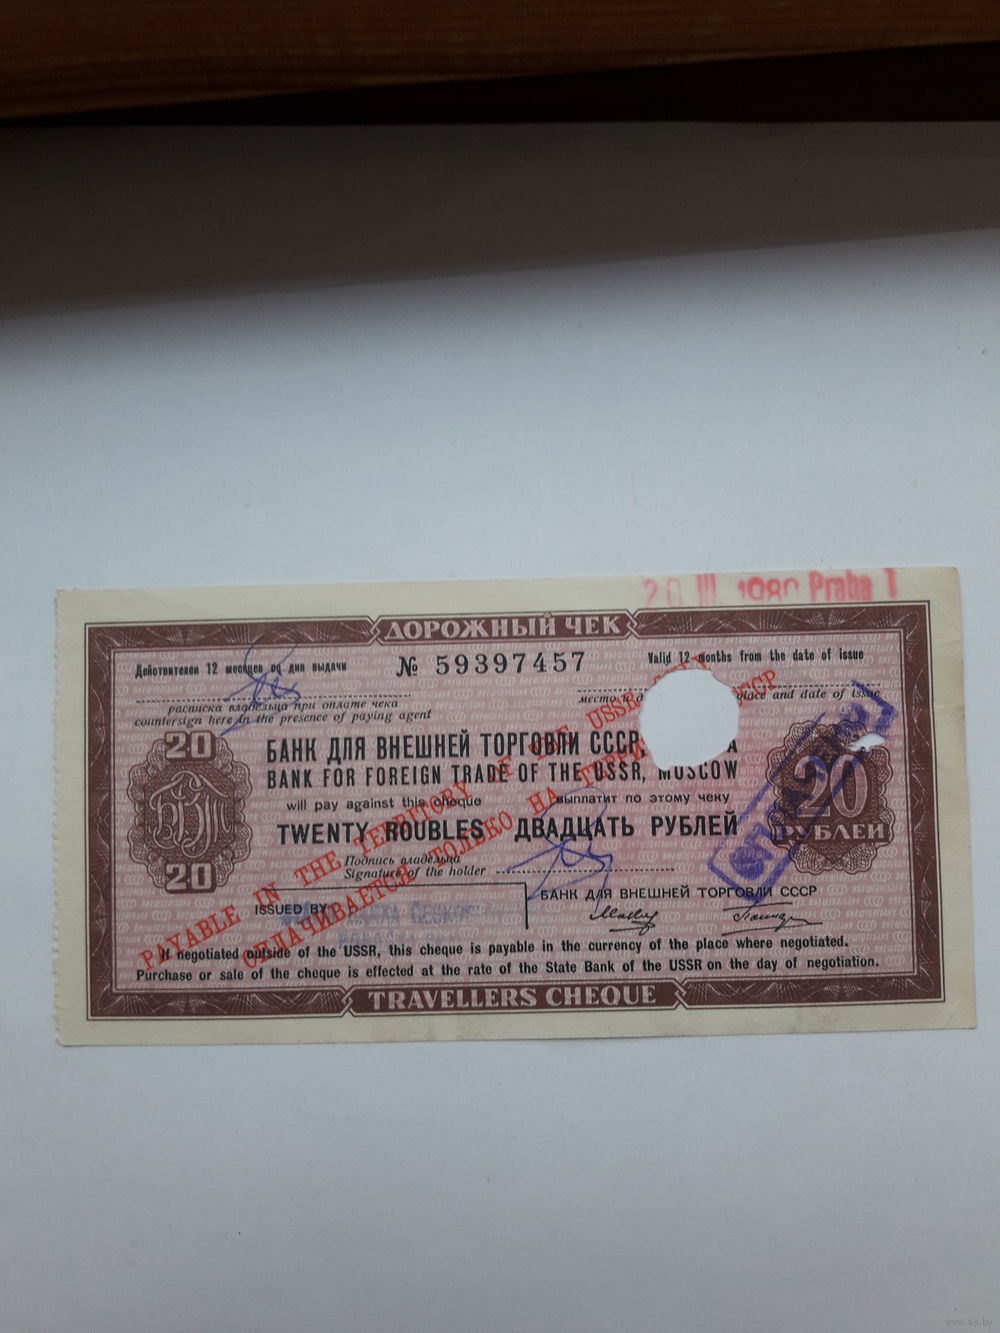 20 III 1980 Praha 1
ДОРОЖНЫЙ ЧЕК
Действителен 12 месяцев со дня выдачи
№ 59397457
Valid 12 months from the date of issue
расписка владельца при оплате чека
countersign here in the presence of paying agent
place and date of issue
20
БАНК ДЛЯ ВНЕШНЕЙ ТОРГОВЛИ СССР
BANK FOR FOREIGN TRADE OF THE USSR, MOSCOW
will pay against this cheque
выплатит по этому чеку
TWENTY ROUBLES ДВАДЦАТЬ РУБЛЕЙ
20
РУБЛЕЙ
БВТ
20
Подпись владельца
Signature of the holder
ISSUED BY
БАНК ДЛЯ ВНЕШНЕЙ ТОРГОВЛИ СССР
PAYABLE IN THE TERRITORY OF THE USSR ONLY
ОПЛАЧИВАЕТСЯ ТОЛЬКО НА СССР
If negotiated outside of the USSR, this cheque is payable in the currency of the place where negotiated.
Purchase or sale of the cheque is effected at the rate of the State Bank of the USSR on the day of negotiation.
TRAVELLERS CHEQUE
www.ay.by